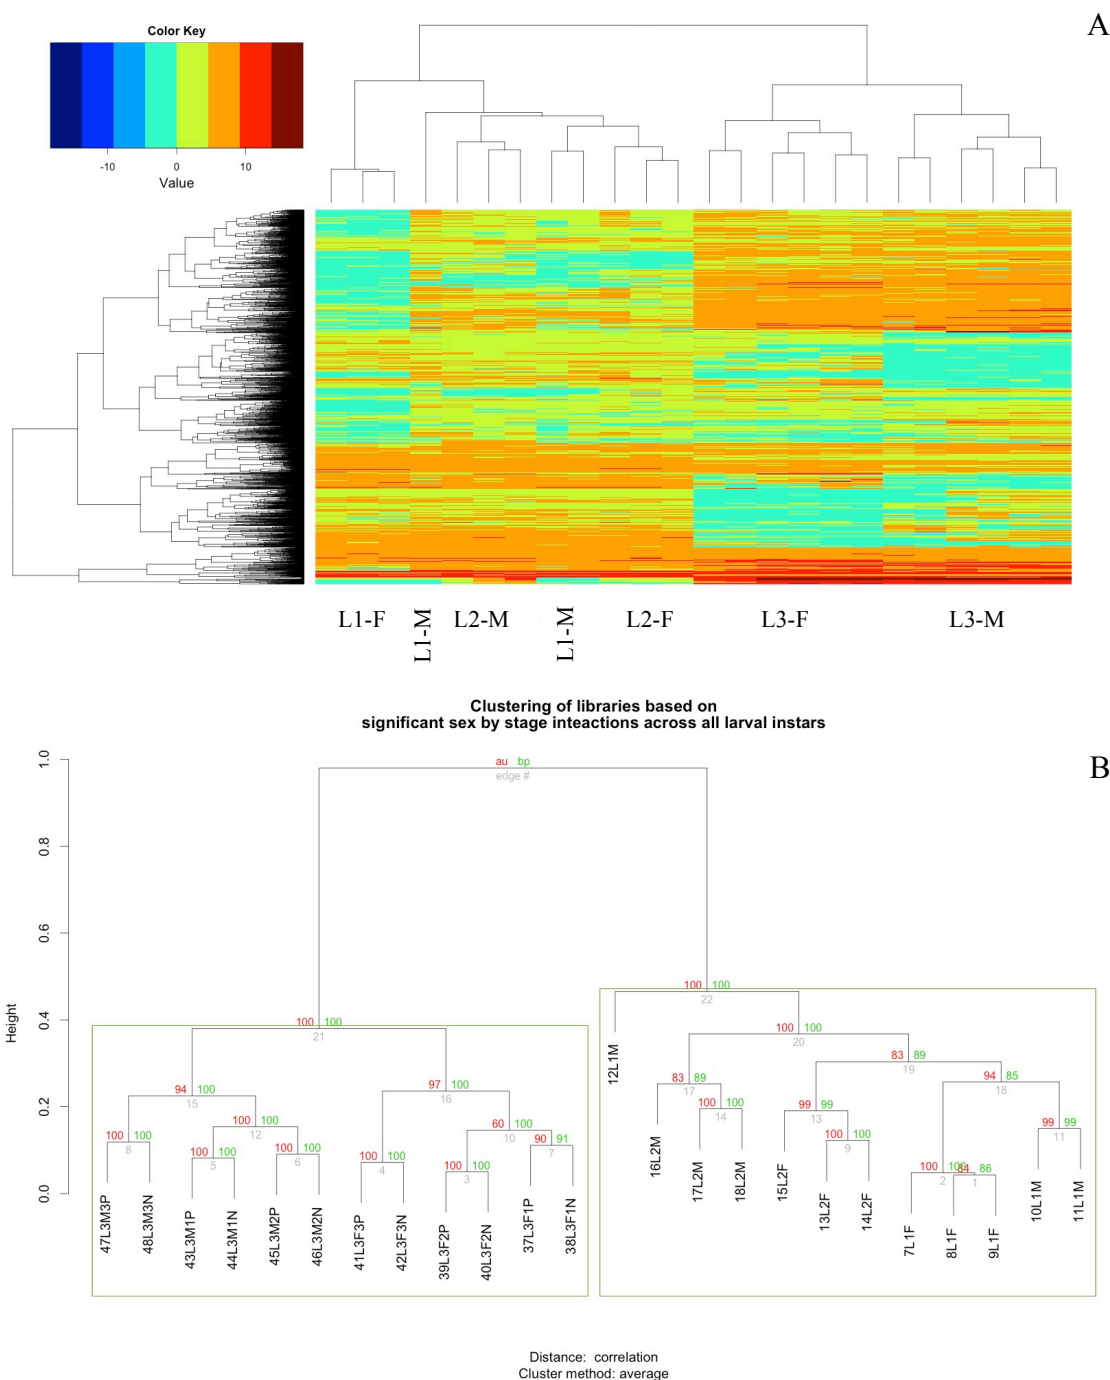 A
Color Key
-10 0 10
Value
L1-F L1-M L2-M L1-M L2-F L3-F L3-M
Clustering of libraries based on
significant sex by stage inteactions across all larval instars
B
au bp
edge #
Height
0.0 0.2 0.4 0.6 0.8 1.0
100 100
22
100 100
21
100 100
20
83 89
19
94 85
18
83 89
17
97 100
16
94 100
15
100 100
14
99 99
13
100 100
12
99 99
11
60 100
10
100 100
9
100 100
8
90 91
7
100 100
6
100 100
5
100 100
4
100 100
3
100 100
2
84 86
1
47L3M3P
48L3M3N
43L3M1P
44L3M1N
45L3M2P
46L3M2N
41L3F3P
42L3F3N
39L3F2P
40L3F2N
37L3F1P
38L3F1N
12L1M
16L2M
17L2M
18L2M
15L2F
13L2F
14L2F
7L1F
8L1F
9L1F
10L1M
11L1M
Distance: correlation
Cluster method: average